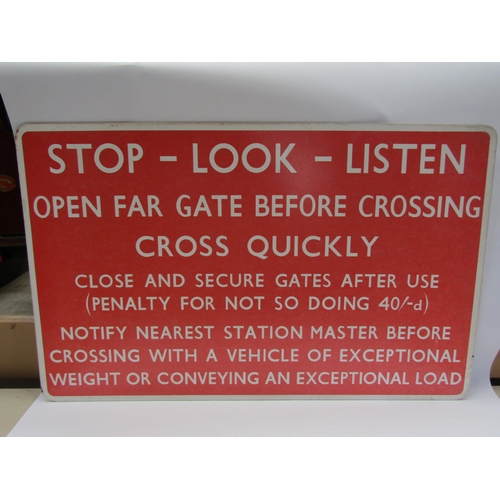 STOP - LOOK - LISTEN
OPEN FAR GATE BEFORE CROSSING
CROSS QUICKLY
CLOSE AND SECURE GATES AFTER USE
(PENALTY FOR NOT SO DOING 40/-d)
NOTIFY NEAREST STATION MASTER BEFORE
CROSSING WITH A VEHICLE OF EXCEPTIONAL
WEIGHT OR CONVEYING AN EXCEPTIONAL LOAD